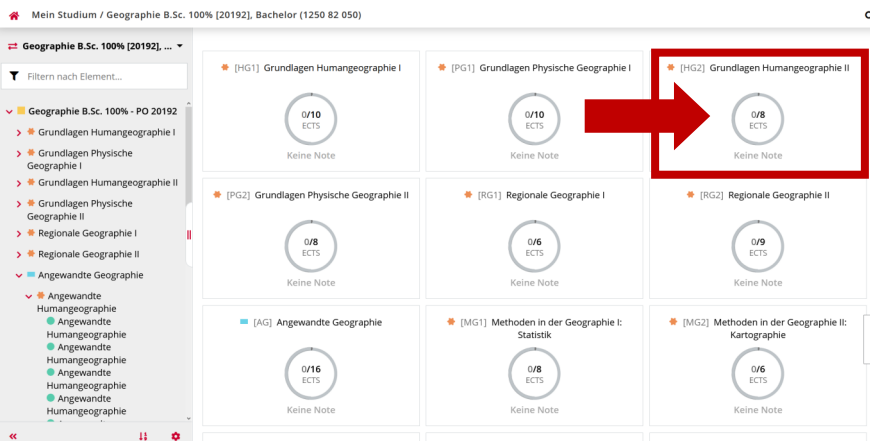 Mein Studium / Geographie B.Sc. 100% [20192], Bachelor (1250 82 050)
Geographie B.Sc. 100% [20192], ...
Filtern nach Element...
Geographie B.Sc. 100% - PO 20192
Grundlagen Humangeographie I
Grundlagen Physische
Geographie I
Grundlagen Humangeographie II
Grundlagen Physische
Geographie II
Regionale Geographie I
Regionale Geographie II
Angewandte Geographie
Angewandte
Humangeographie
Angewandte
Humangeographie
Angewandte
Humangeographie
Angewandte
Humangeographie
Angewandte
Humangeographie
[HG1] Grundlagen Humangeographie I
0/10
ECTS
Keine Note
[PG1] Grundlagen Physische Geographie I
0/10
ECTS
Keine Note
[HG2] Grundlagen Humangeographie II
0/8
ECTS
Keine Note
[PG2] Grundlagen Physische Geographie II
0/8
ECTS
Keine Note
[RG1] Regionale Geographie I
0/6
ECTS
Keine Note
[RG2] Regionale Geographie II
0/9
ECTS
Keine Note
[AG] Angewandte Geographie
0/16
ECTS
Keine Note
[MG1] Methoden in der Geographie I:
Statistik
0/8
ECTS
Keine Note
[MG2] Methoden in der Geographie II:
Kartographie
0/6
ECTS
Keine Note